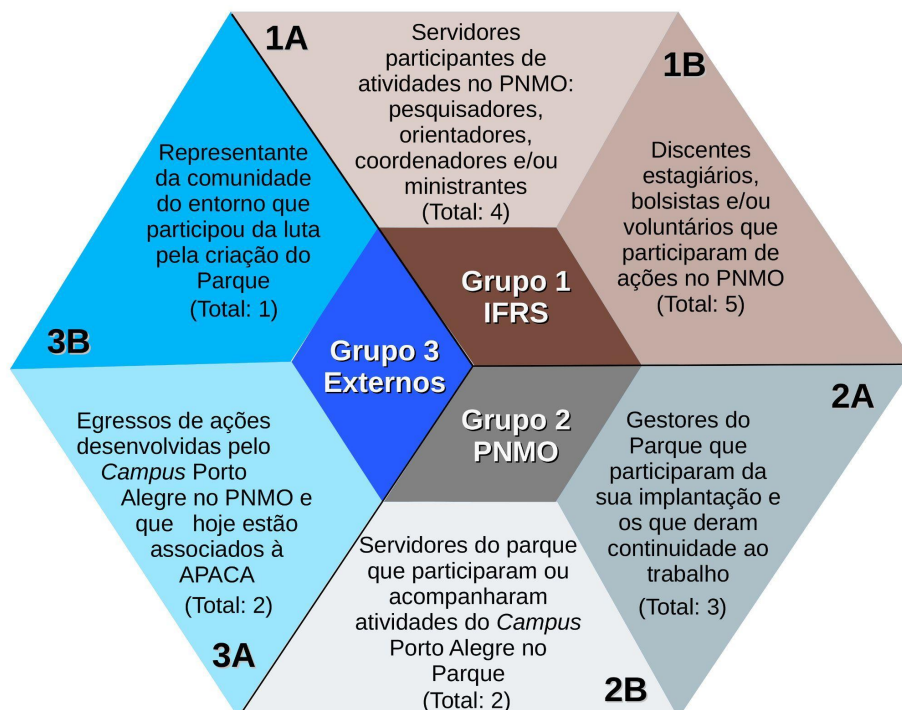 1A
Servidores
participantes de
atividades no PNMO:
pesquisadores,
orientadores,
coordenadores e/ou
ministrantes
(Total: 4)
1B
Discentes
estagiários,
bolsistas e/ou
voluntários que
participaram de
ações no PNMO
(Total: 5)
Representante
da comunidade
do entorno que
participou da luta
pela criação do
Parque
(Total: 1)
3B
Grupo 1
IFRS
Grupo 3
Externos
Grupo 2
PNMO
2A
Gestores do
Parque que
participaram da
sua implantação e
os que deram
continuidade ao
trabalho
(Total: 3)
Egressos de ações
desenvolvidas pelo
Campus Porto
Alegre no PNMO e
que hoje estão
associados à
APACA
(Total: 2)
3A
Servidores do parque
que participaram ou
acompanharam
atividades do Campus
Porto Alegre no
Parque
(Total: 2)
2B